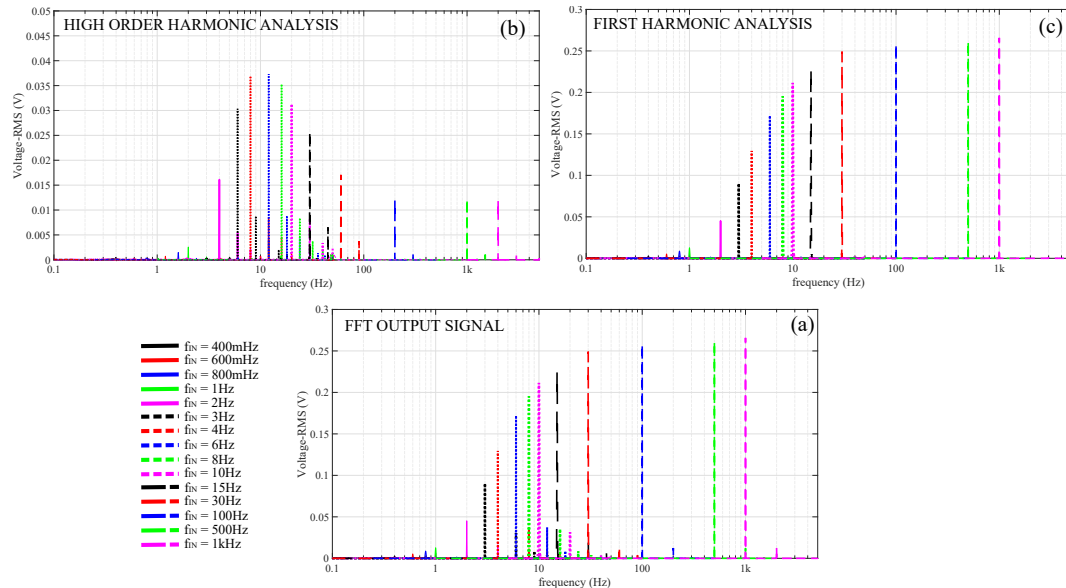 HIGH ORDER HARMONIC ANALYSIS
(b)
0.05
0.045
0.04
0.035
0.03
0.025
0.02
0.015
0.01
0.005
0
Voltage-RMS (V)
0.1
1
10
100
1k
frequency (Hz)
FIRST HARMONIC ANALYSIS
(c)
0.3
0.25
0.2
0.15
0.1
0.05
0
Voltage-RMS (V)
0.1
1
10
100
1k
frequency (Hz)
fIN = 400mHz
fIN = 600mHz
fIN = 800mHz
fIN = 1Hz
fIN = 2Hz
fIN = 3Hz
fIN = 4Hz
fIN = 6Hz
fIN = 8Hz
fIN = 10Hz
fIN = 15Hz
fIN = 30Hz
fIN = 100Hz
fIN = 500Hz
fIN = 1kHz
FFT OUTPUT SIGNAL
(a)
0.3
0.25
0.2
0.15
0.1
0.05
0
Voltage-RMS (V)
0.1
1
10
100
1k
frequency (Hz)